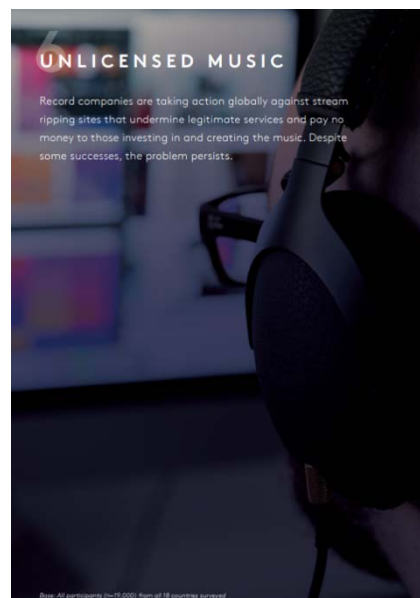 6
UNLICENSED MUSIC
Record companies are taking action globally against stream
ripping sites that undermine legitimate services and pay no
money to those investing in and creating the music. Despite
some successes, the problem persists.
Base: All participants (n=19,000) from all 18 countries surveyed